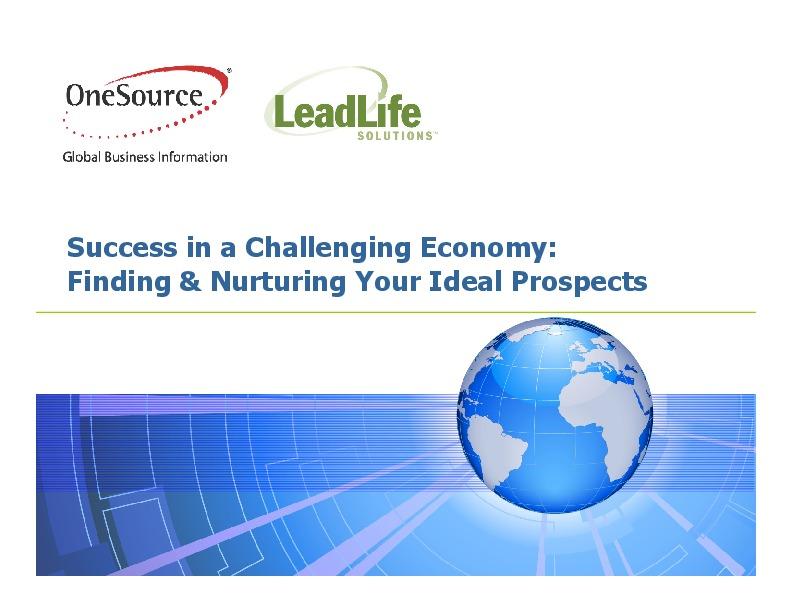 OneSource®
Global Business Information
LeadLife
SOLUTIONS™
Success in a Challenging Economy:
Finding & Nurturing Your Ideal Prospects